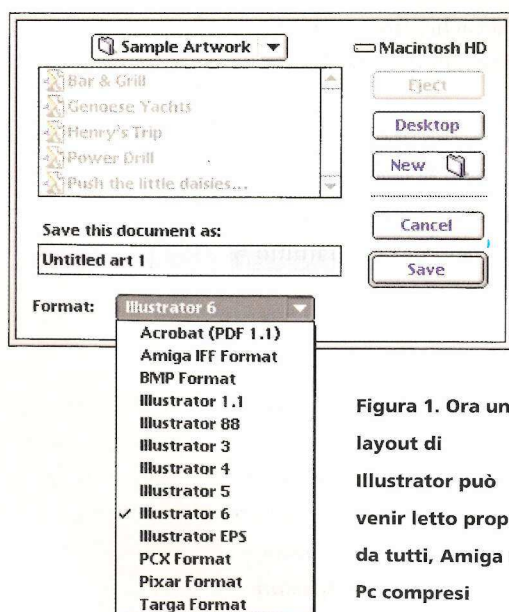 Sample Artwork
Macintosh HD
Bar & Grill
Genoese Yachts
Henry's Trip
Power Drill
Push the little daisies...
Eject
Desktop
New
Save this document as:
Untitled art 1
Cancel
Save
Format:
Illustrator 6
Acrobat (PDF 1.1)
Amiga IFF Format
BMP Format
Illustrator 1.1
Illustrator 88
Illustrator 3
Illustrator 4
Illustrator 5
✓ Illustrator 6
Illustrator EPS
PCX Format
Pixar Format
Targa Format
Figura 1. Ora un
layout di
Illustrator può
venir letto prop
da tutti, Amiga
Pc compresi